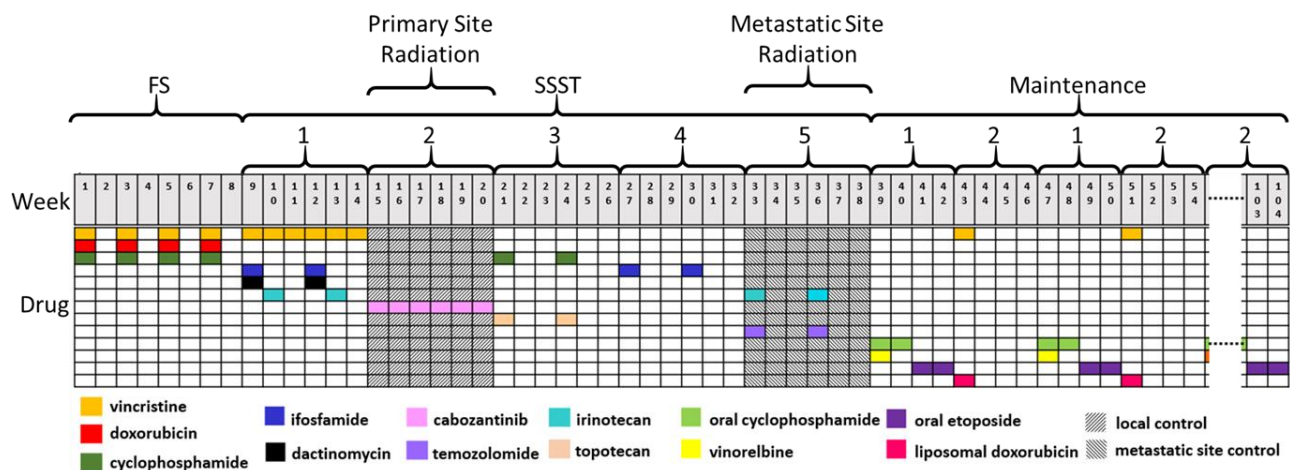 Primary Site
Radiation
Metastatic Site
Radiation
FS
SSST
Maintenance
1 2 3 4 5 1 2 1 2 2
Week 1 2 3 4 5 6 7 8 9 10 11 12 13 14 15 16 17 18 19 20 21 22 23 24 25 26 27 28 29 30 31 32 33 34 35 36 37 38 39 40 41 42 43 44 45 46 47 48 49 50 51 52 53 54 103 104
Drug
vincristine ifosfamide cabozantinib irinotecan oral cyclophosphamide oral etoposide local control
doxorubicin
dactinomycin temozolomide topotecan vinorelbine liposomal doxorubicin metastatic site control
cyclophosphamide